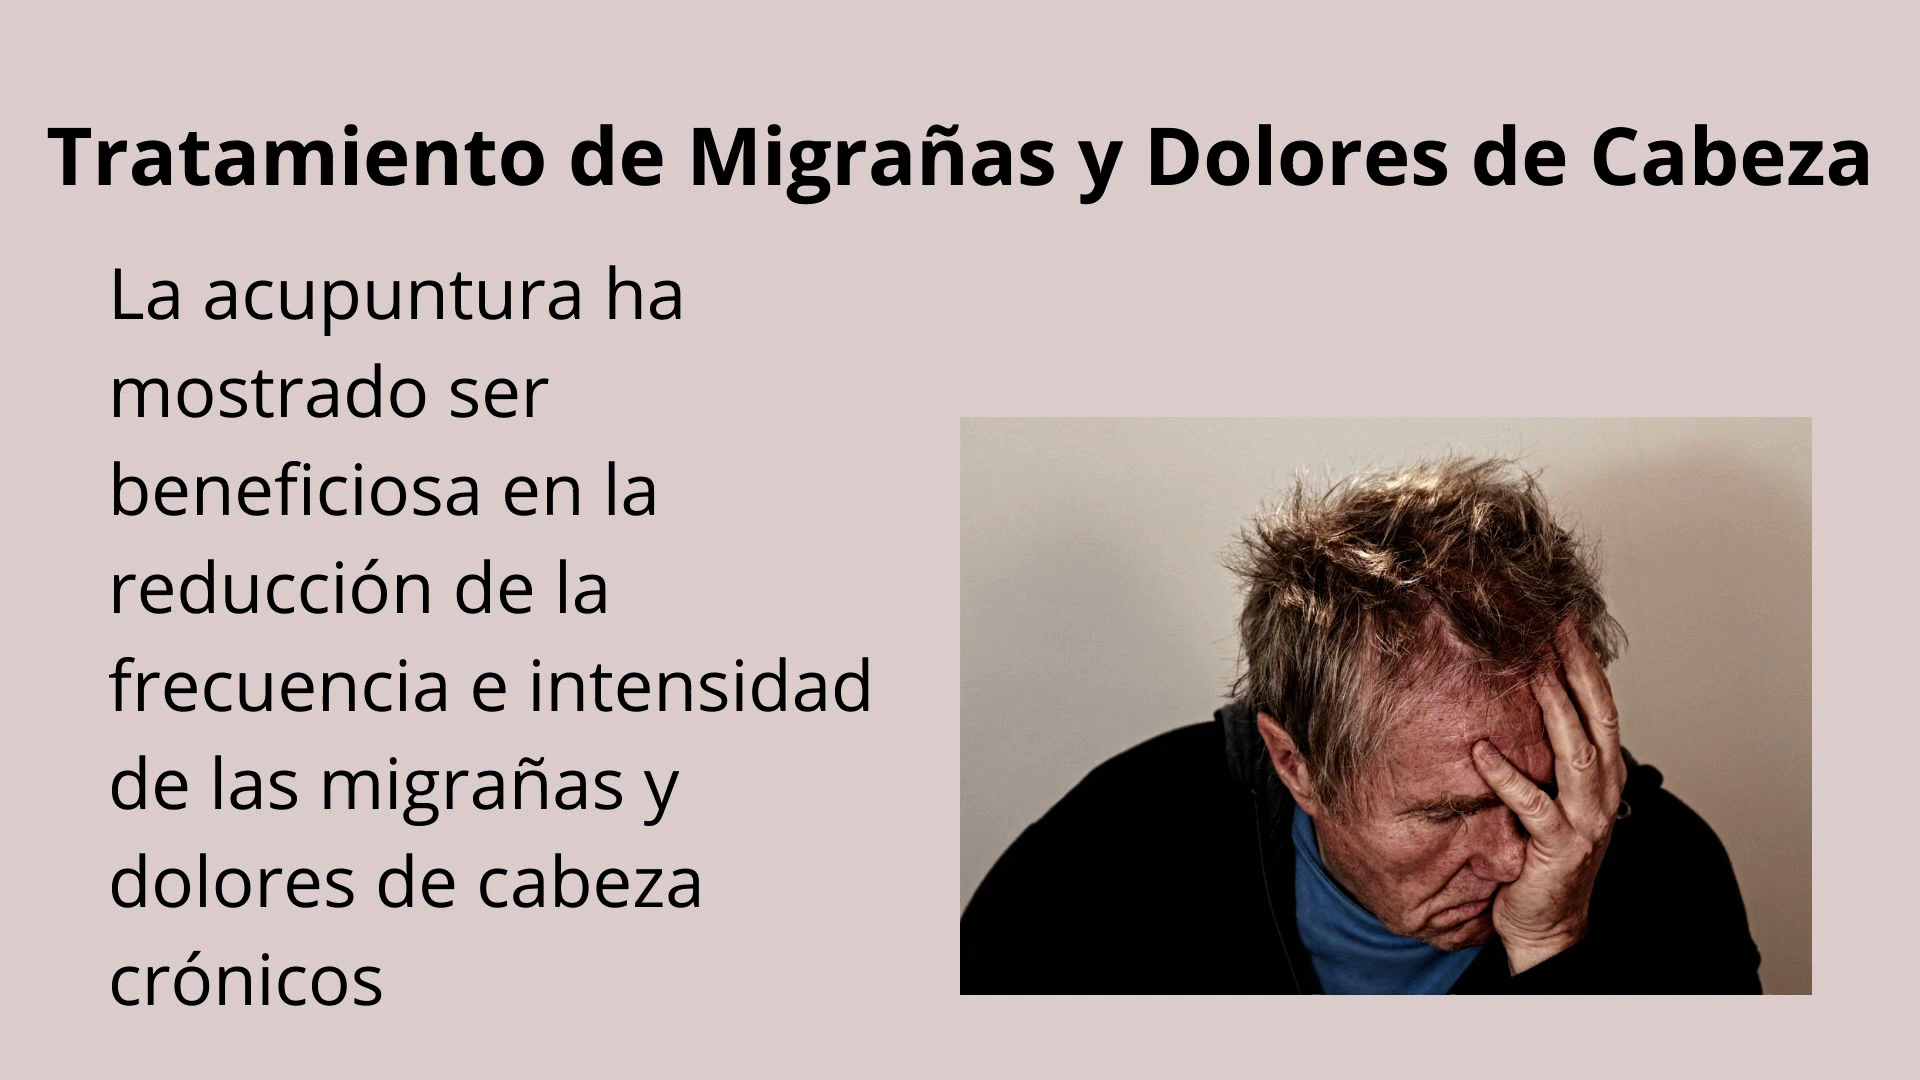 Tratamiento de Migrañas y Dolores de Cabeza
La acupuntura ha
mostrado ser
beneficiosa en la
reducción de la
frecuencia e intensidad
de las migrañas y
dolores de cabeza
crónicos